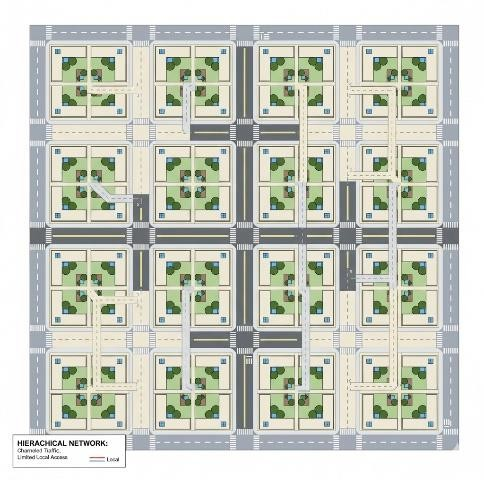 HIERACHICAL NETWORK:
Channeled Traffic,
Limited Local Access
Local